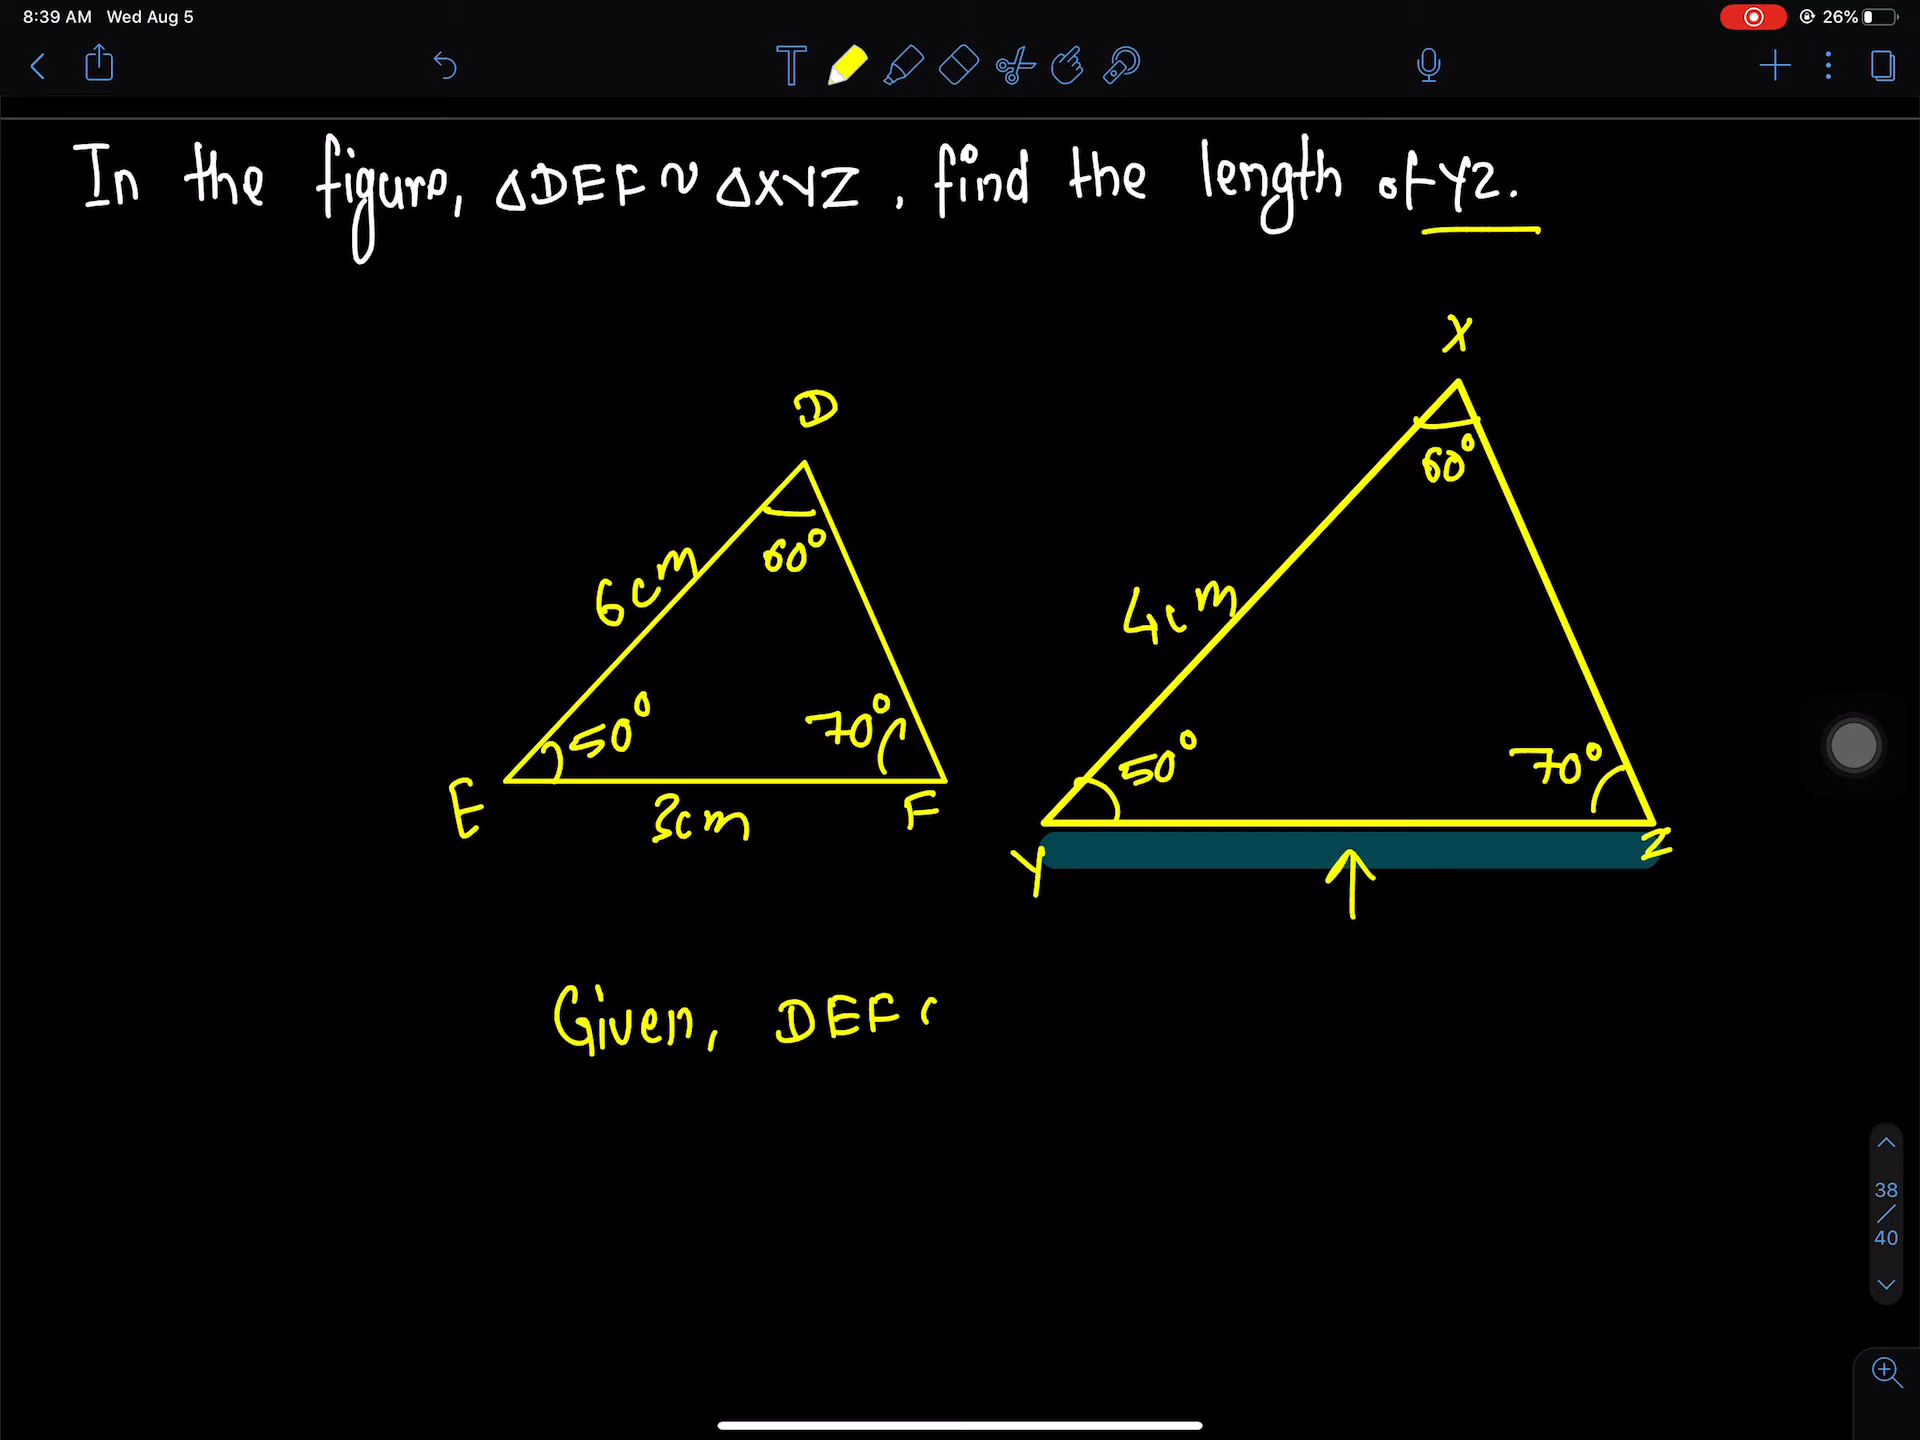 8:39 AM Wed Aug 5
26%
In the figure, ΔDEF ~ ΔXYZ, find the length of YZ.
X
D
60°
60°
6cm
4cm
50°
70°
50°
70°
E
3cm
F
Y
Z
Given, DEF
38
/
40